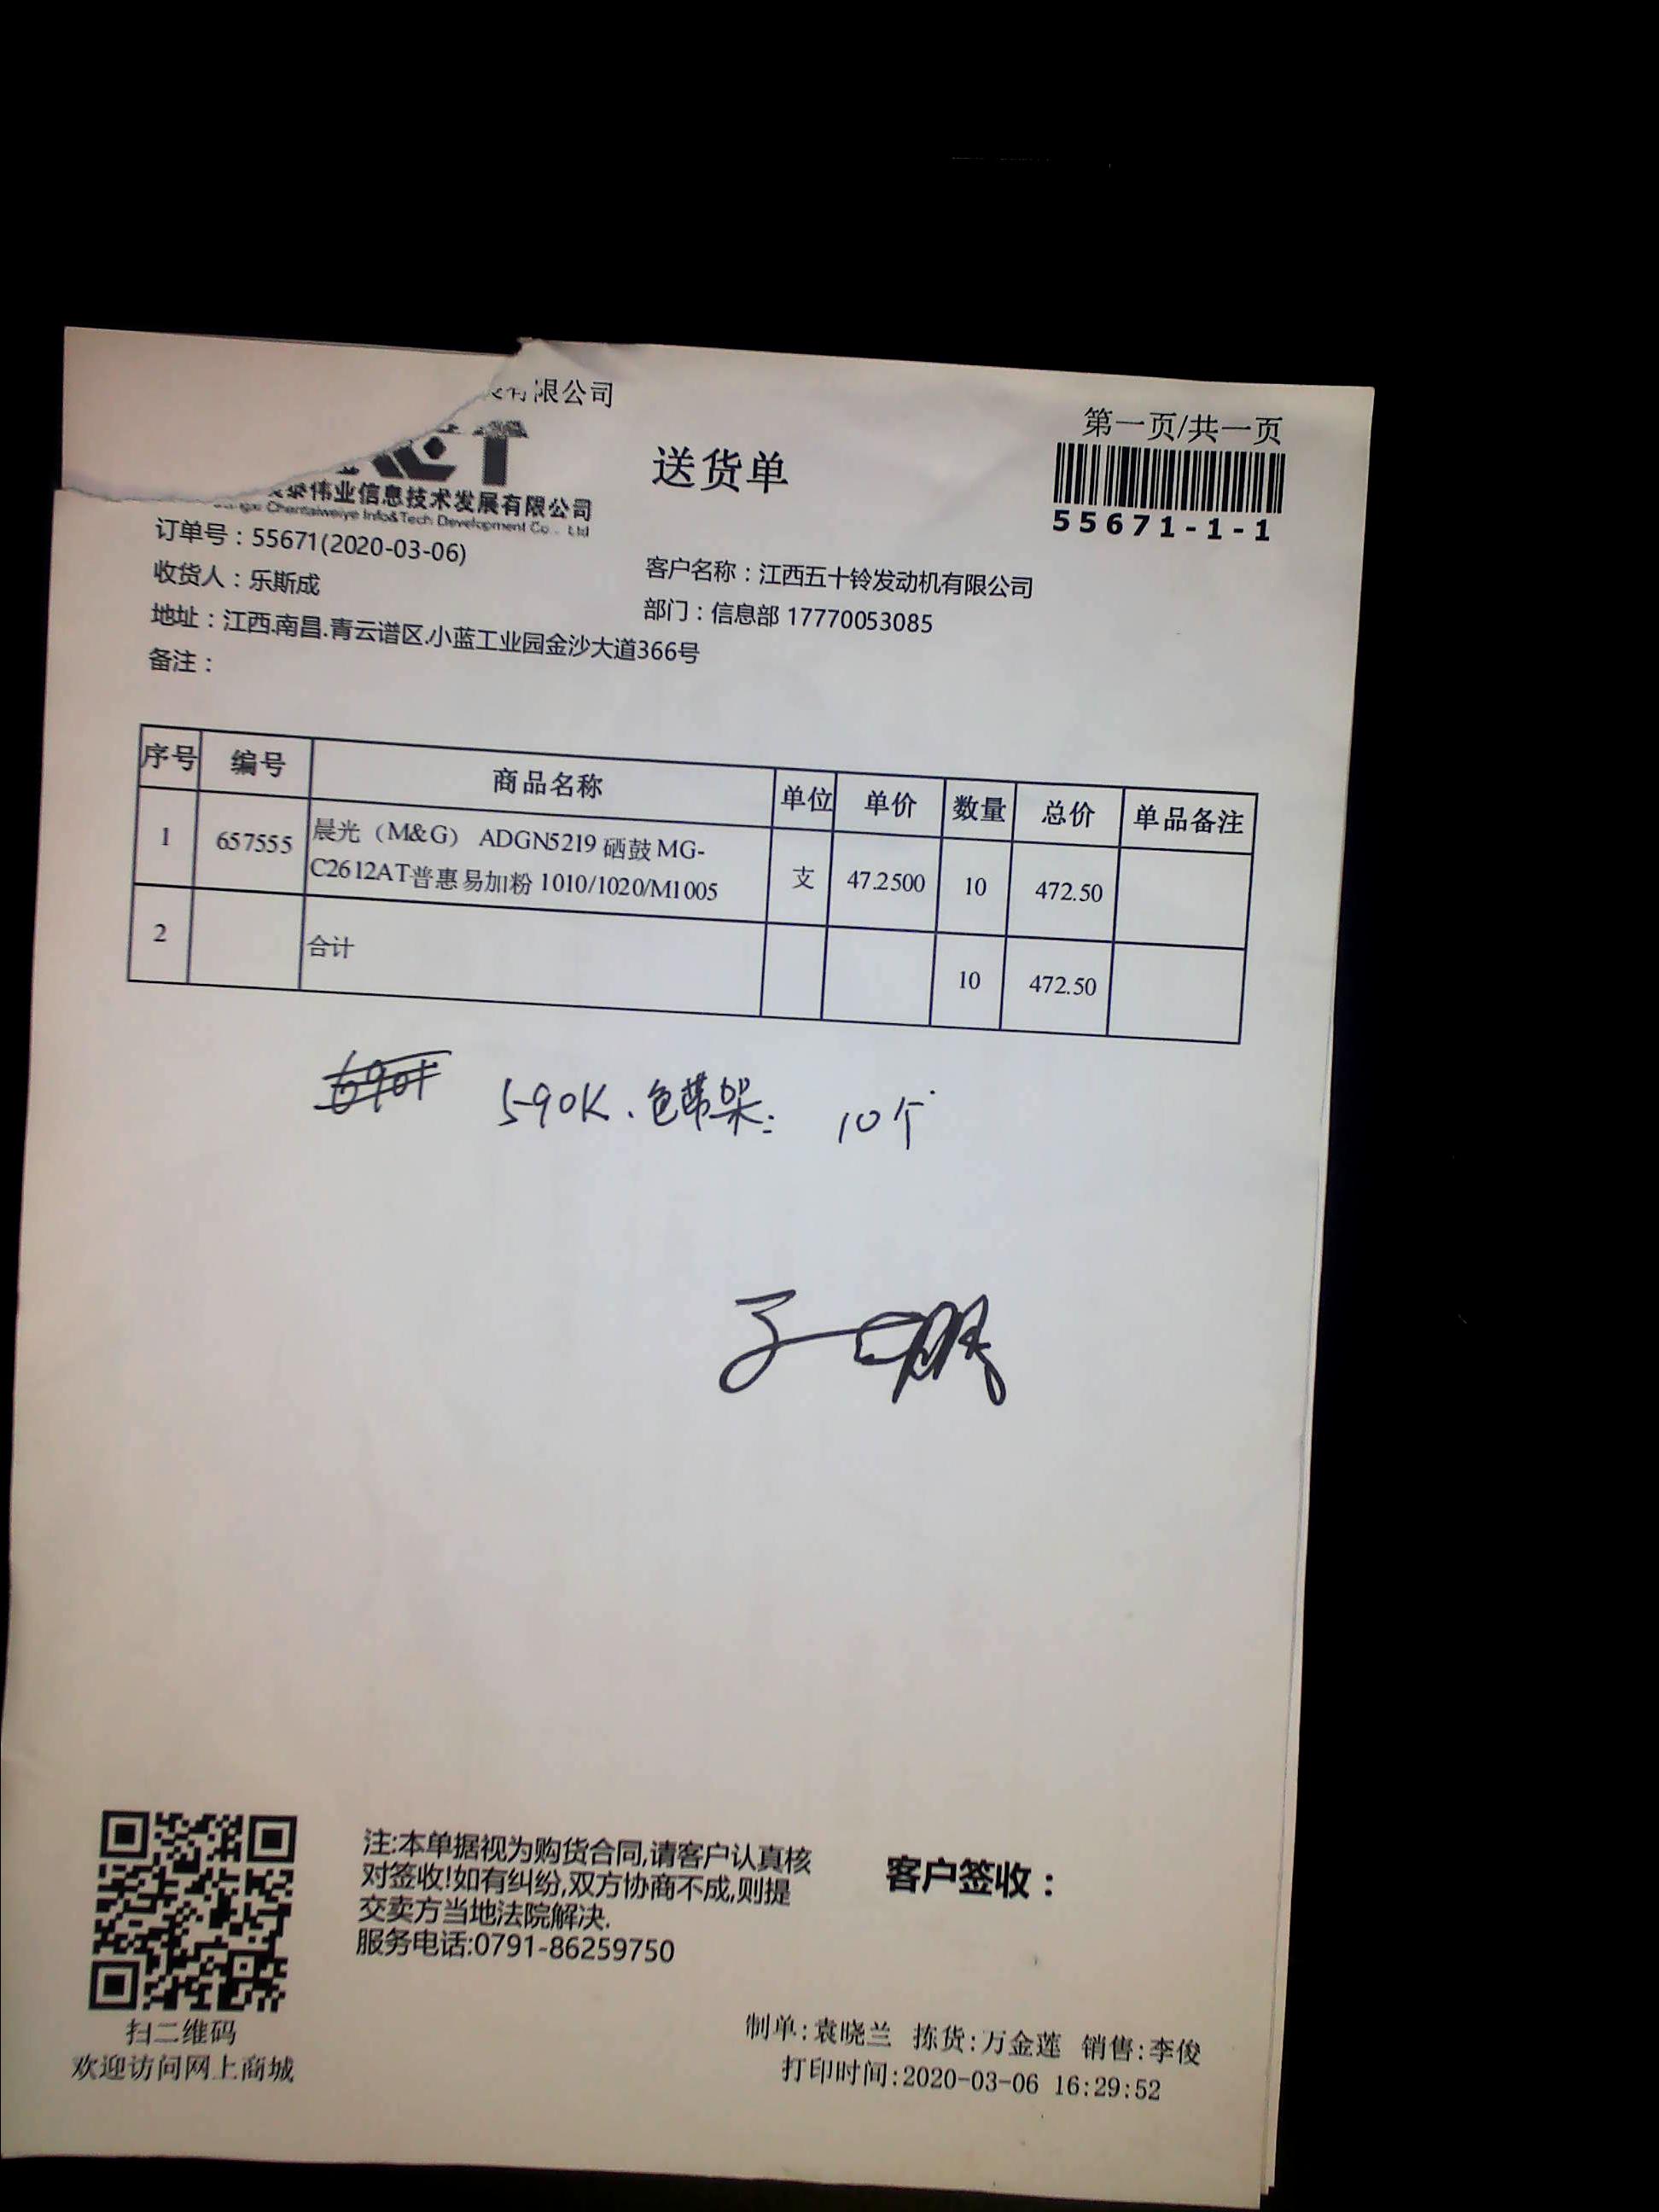 限公司
第一页/共一页
送货单
泰伟业信息技术发展有限公司
Chentaiweiye Info&Tech Development Co., Ltd
55671-1-1
订单号：55671(2020-03-06)
客户名称：江西五十铃发动机有限公司
收货人：乐斯成
部门：信息部 17770053085
地址：江西.南昌.青云谱区.小蓝工业园金沙大道366号
备注：
序号 编号 商品名称 单位 单价 数量 总价 单品备注
1 657555 晨光（M&G） ADGN5219 硒鼓 MG-
C2612AT普惠易加粉 1010/1020/M1005 支 47.2500 10 472.50
2 合计 10 472.50
590K.色带架: 10个
注:本单据视为购货合同,请客户认真核
对签收!如有纠纷,双方协商不成,则提
交卖方当地法院解决.
服务电话:0791-86259750
客户签收：
扫二维码
欢迎访问网上商城
制单:袁晓兰 拣货:万金莲 销售:李俊
打印时间:2020-03-06 16:29:52